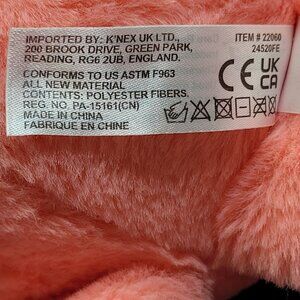 IMPORTED BY: K'NEX UK LTD.,
200 BROOK DRIVE, GREEN PARK,
READING, RG6 2UB, ENGLAND.
CONFORMS TO US ASTM F963
ALL NEW MATERIAL
CONTENTS: POLYESTER FIBERS.
REG. NO. PA-15161(CN)
MADE IN CHINA
FABRIQUE EN CHINE
ITEM # 22060
24520FE
CE UK
CA